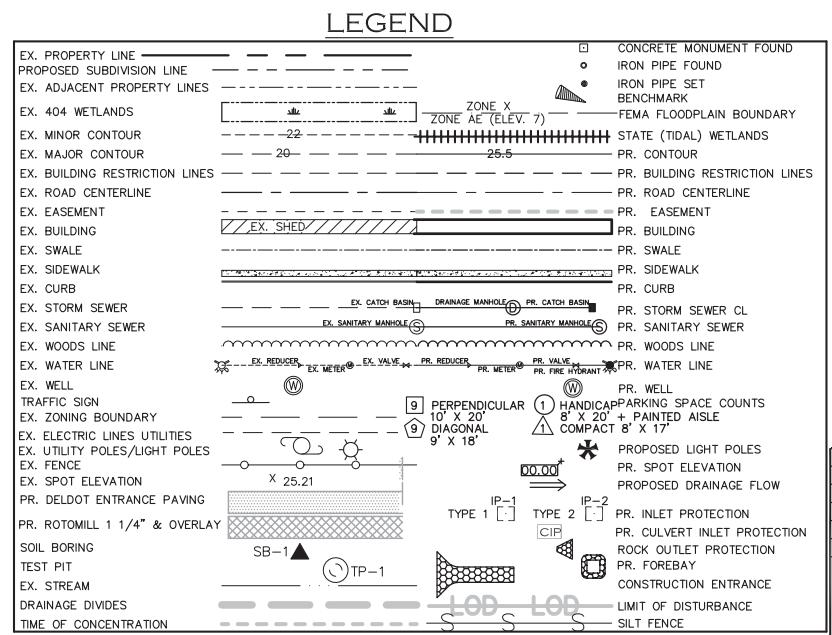 LEGEND
EX. PROPERTY LINE
PROPOSED SUBDIVISION LINE
EX. ADJACENT PROPERTY LINES
EX. 404 WETLANDS
EX. MINOR CONTOUR 22
EX. MAJOR CONTOUR 20
EX. BUILDING RESTRICTION LINES
EX. ROAD CENTERLINE
EX. EASEMENT
EX. BUILDING EX. SHED
EX. SWALE
EX. SIDEWALK
EX. CURB
EX. STORM SEWER EX. CATCH BASIN
EX. SANITARY SEWER EX. SANITARY MANHOLE S
EX. WOODS LINE
EX. WATER LINE EX. REDUCER EX. METER M EX. VALVE
EX. WELL W
TRAFFIC SIGN
EX. ZONING BOUNDARY
EX. ELECTRIC LINES UTILITIES
EX. UTILITY POLES/LIGHT POLES
EX. FENCE
EX. SPOT ELEVATION X 25.21
PR. DELDOT ENTRANCE PAVING
PR. ROTOMILL 1 1/4" & OVERLAY
SOIL BORING SB-1
TEST PIT TP-1
EX. STREAM
DRAINAGE DIVIDES
TIME OF CONCENTRATION
CONCRETE MONUMENT FOUND
IRON PIPE FOUND
IRON PIPE SET
BENCHMARK
ZONE X
ZONE AE (ELEV. 7)
FEMA FLOODPLAIN BOUNDARY
STATE (TIDAL) WETLANDS
25.5 PR. CONTOUR
PR. BUILDING RESTRICTION LINES
PR. ROAD CENTERLINE
PR. EASEMENT
PR. BUILDING
PR. SWALE
PR. SIDEWALK
PR. CURB
DRAINAGE MANHOLE D PR. CATCH BASIN PR. STORM SEWER CL
PR. SANITARY MANHOLE S PR. SANITARY SEWER
PR. WOODS LINE
PR. REDUCER PR. METER M PR. VALVE PR. FIRE HYDRANT PR. WATER LINE
W PR. WELL
9 PERPENDICULAR
10' X 20'
9 DIAGONAL
9' X 18'
1 HANDICAP PARKING SPACE COUNTS
8' X 20' + PAINTED AISLE
1 COMPACT 8' X 17'
PROPOSED LIGHT POLES
00.00 + PR. SPOT ELEVATION
PROPOSED DRAINAGE FLOW
IP-1 IP-2
TYPE 1 TYPE 2 PR. INLET PROTECTION
CIP PR. CULVERT INLET PROTECTION
ROCK OUTLET PROTECTION
PR. FOREBAY
CONSTRUCTION ENTRANCE
LOD LOD LIMIT OF DISTURBANCE
S S S SILT FENCE